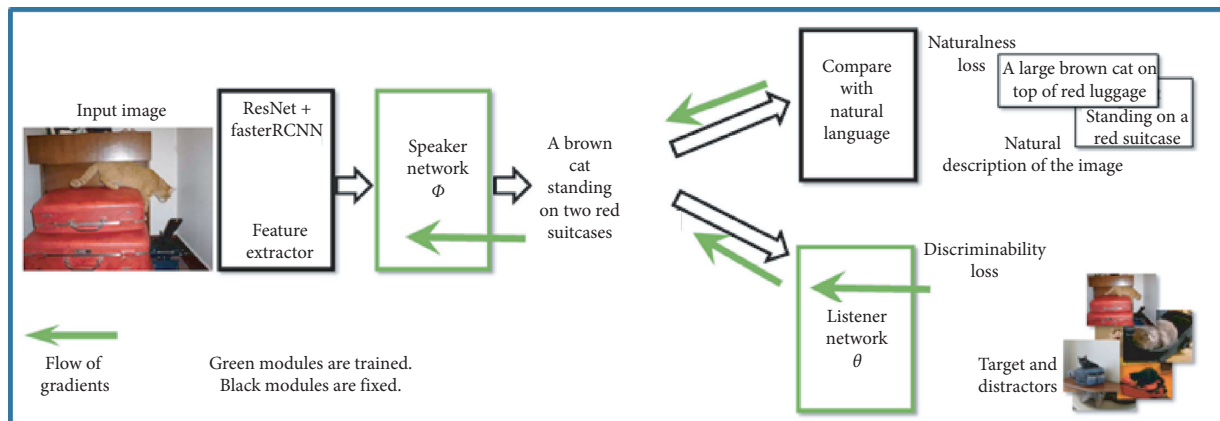 Input image
ResNet +
fasterRCNN
Feature
extractor
Speaker
network
Φ
A brown
cat
standing
on two red
suitcases
Compare
with
natural
language
Naturalness
loss
A large brown cat on
top of red luggage
Standing on a
red suitcase
Natural
description of the image
Discriminability
loss
Listener
network
θ
Target and
distractors
Flow of
gradients
Green modules are trained.
Black modules are fixed.